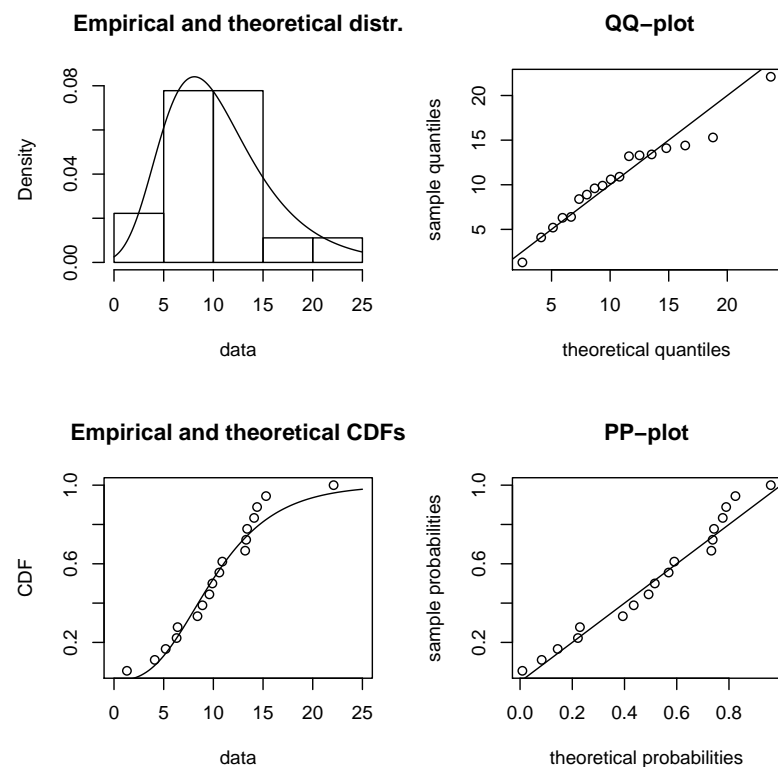 Empirical and theoretical distr.
Density
0.00
0.04
0.08
0 5 10 15 20 25
data
QQ−plot
sample quantiles
5
10
15
20
5 10 15 20
theoretical quantiles
Empirical and theoretical CDFs
CDF
0.2
0.6
1.0
0 5 10 15 20 25
data
PP−plot
sample probabilities
0.2
0.6
1.0
0.0 0.2 0.4 0.6 0.8
theoretical probabilities